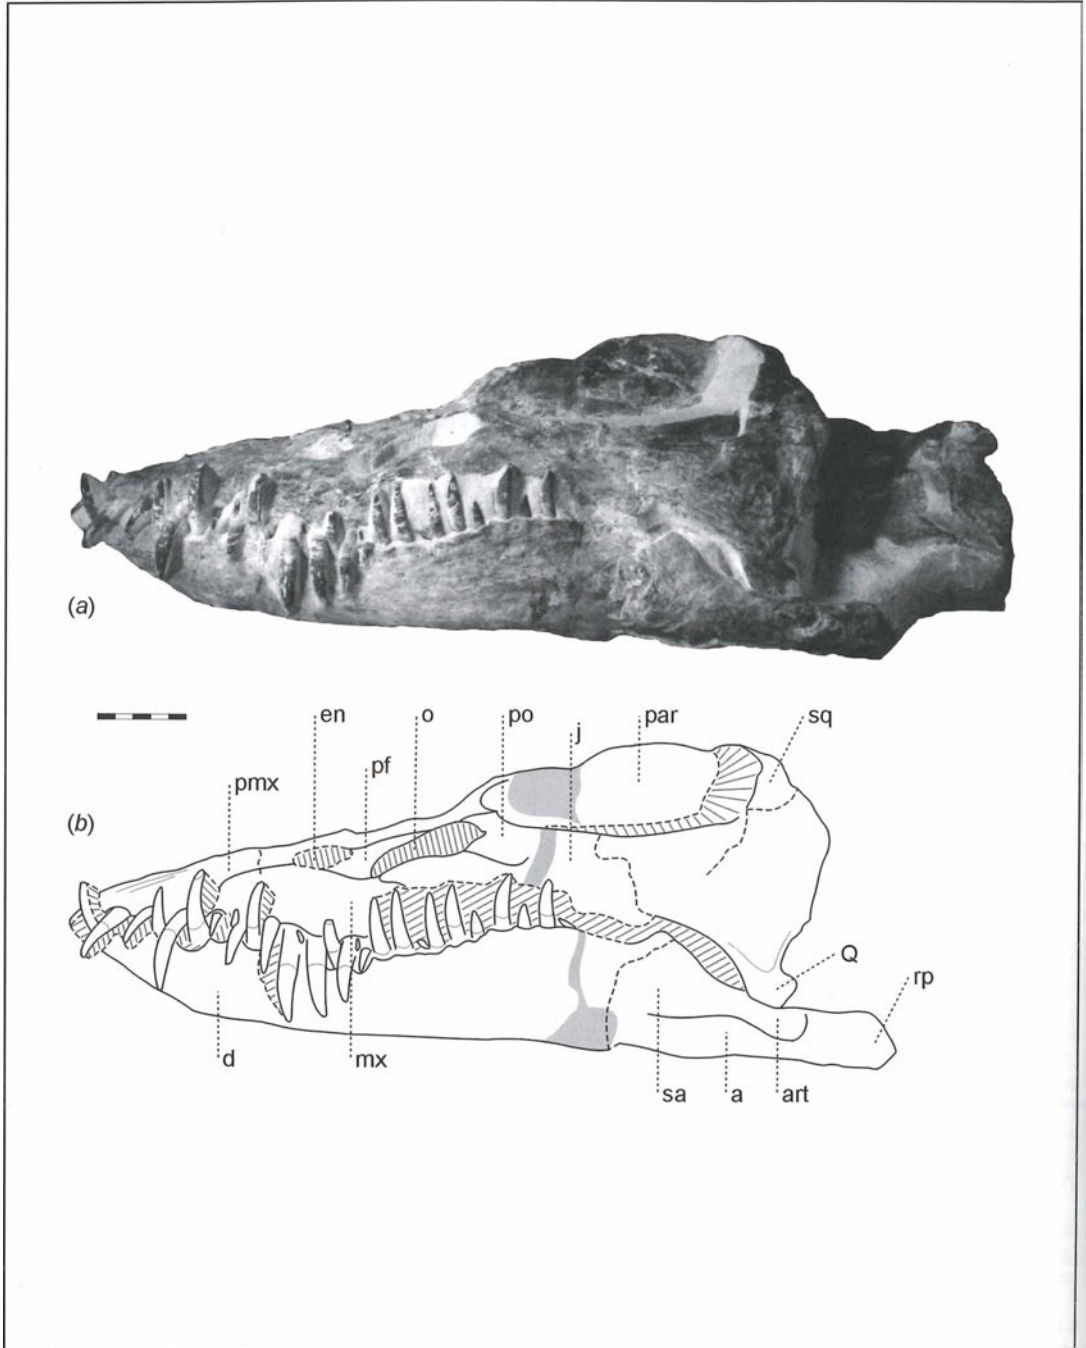 (a)
en o po j par sq
pmx pf
(b)
Q
rp
d mx
sa a art